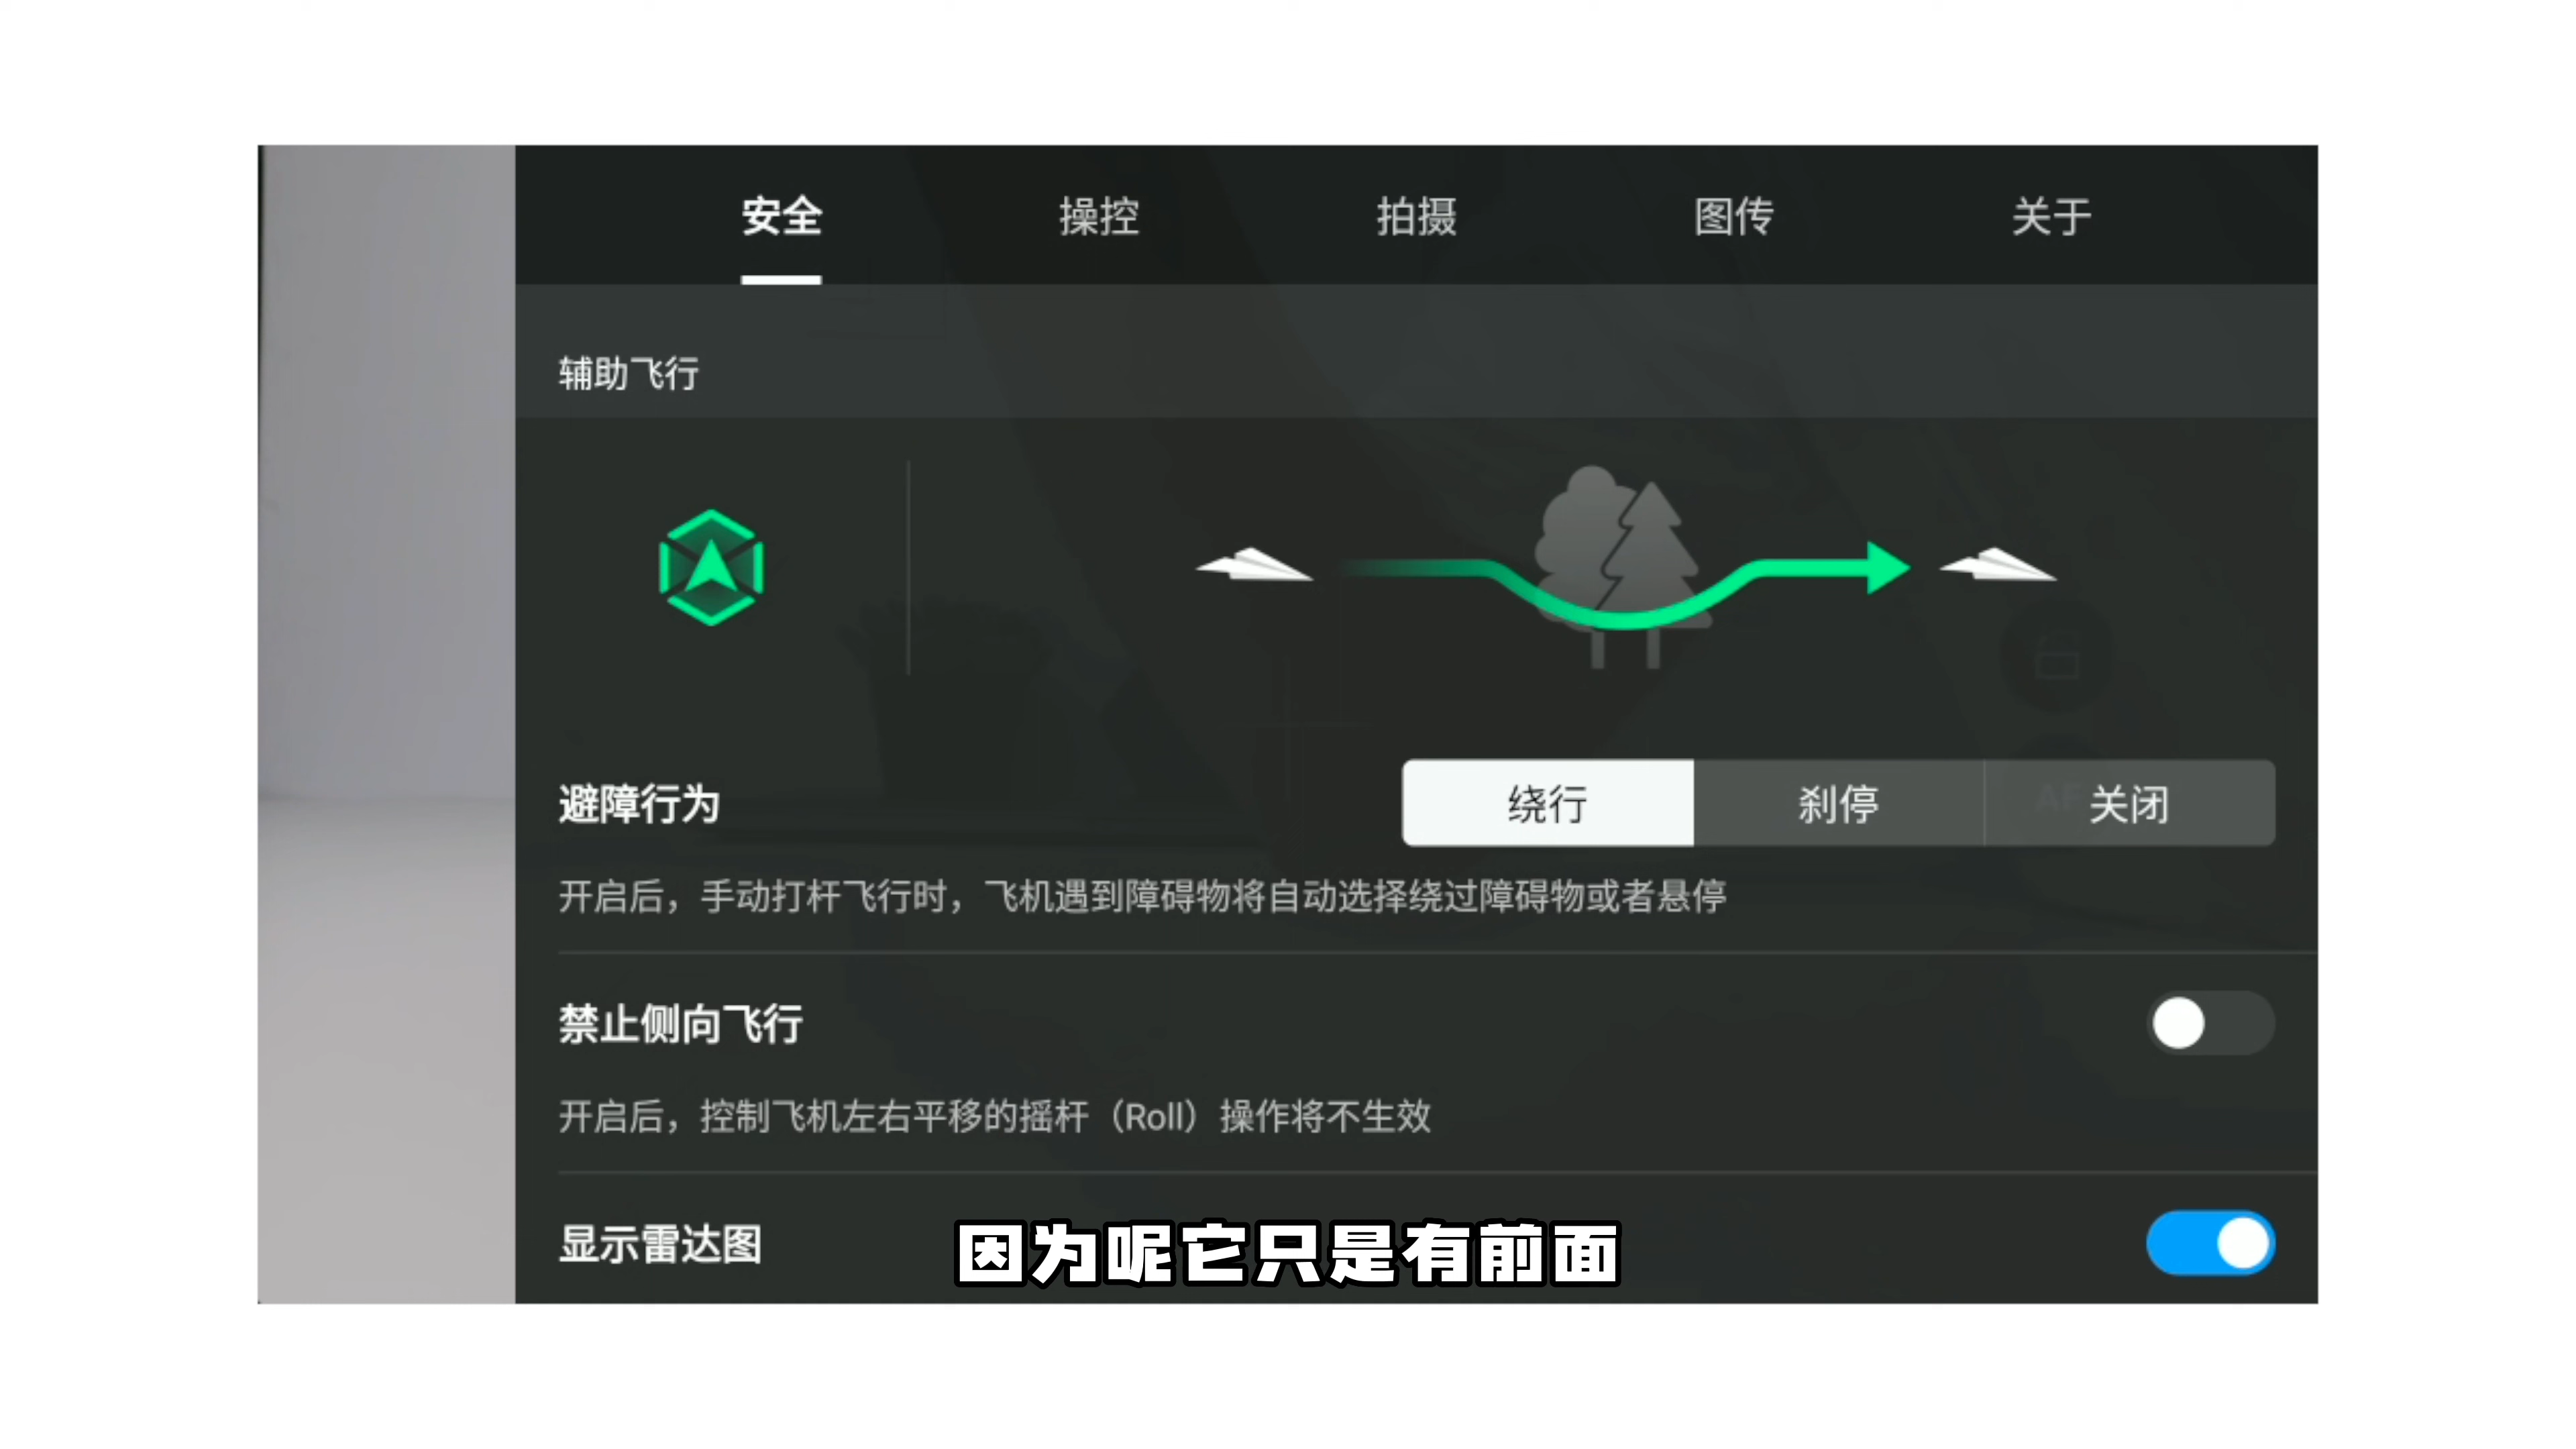 安全 操控 拍摄 图传 关于
辅助飞行
避障行为 绕行 刹停 关闭
开启后，手动打杆飞行时，飞机遇到障碍物将自动选择绕过障碍物或者悬停
禁止侧向飞行
开启后，控制飞机左右平移的摇杆（Roll）操作将不生效
显示雷达图
因为呢它只是有前面